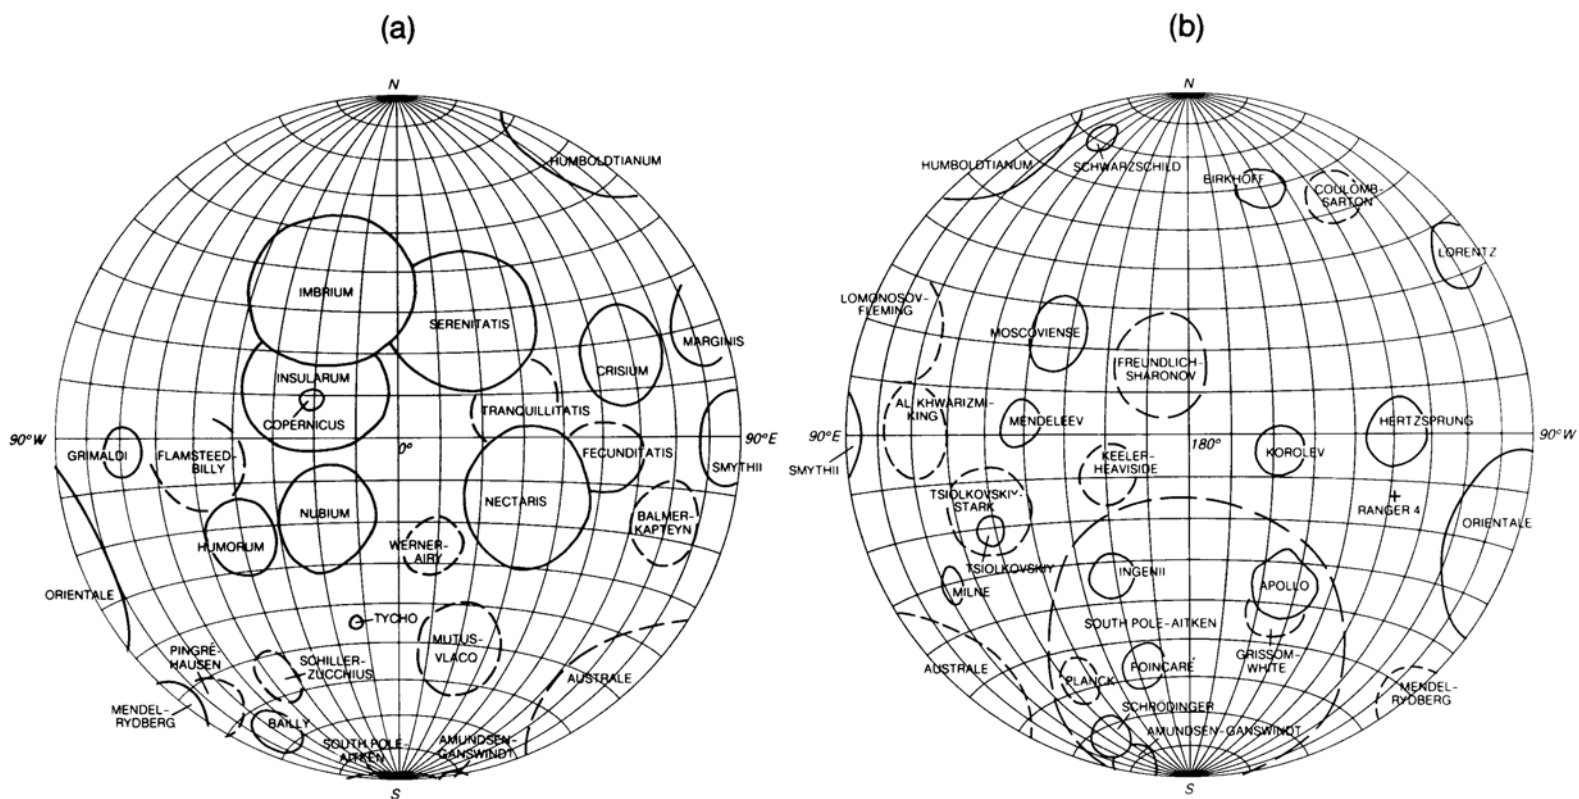 (a)
N
HUMBOLDTIANUM
IMBRIUM
SERENITATIS
MARGINIS
CRISIUM
INSULARUM
COPERNICUS
TRANQUILLITATIS
90°W
0°
90°E
GRIMALDI
FLAMSTEED-
BILLY
FECUNDITATIS
SMYTHII
NECTARIS
NUBIUM
BALMER-
KAPTEYN
HUMORUM
WERNER-
AIRY
ORIENTALE
TYCHO
MUTUS-
VLACQ
PINGRÉ-
HAUSEN
SCHILLER-
ZUCCHIUS
AUSTRALE
MENDEL-
RYDBERG
BAILLY
SOUTH POLE-
AITKEN
AMUNDSEN-
GANSWINDT
S
(b)
N
HUMBOLDTIANUM
SCHWARZSCHILD
BIRKHOFF
COULOMB-
SARTON
LORENTZ
LOMONOSOV-
FLEMING
MOSCOVIENSE
FREUNDLICH-
SHARONOV
AL-KHWARIZMI-
KING
MENDELEEV
HERTZSPRUNG
90°E
180°
90°W
SMYTHII
KEELER-
HEAVISIDE
KOROLEV
TSIOLKOVSKIY-
STARK
RANGER 4
ORIENTALE
TSIOLKOVSKIY
INGENII
MILNE
APOLLO
SOUTH POLE-AITKEN
GRISSOM-
WHITE
AUSTRALE
POINCARÉ
PLANCK
MENDEL-
RYDBERG
SCHRÖDINGER
AMUNDSEN-GANSWINDT
S